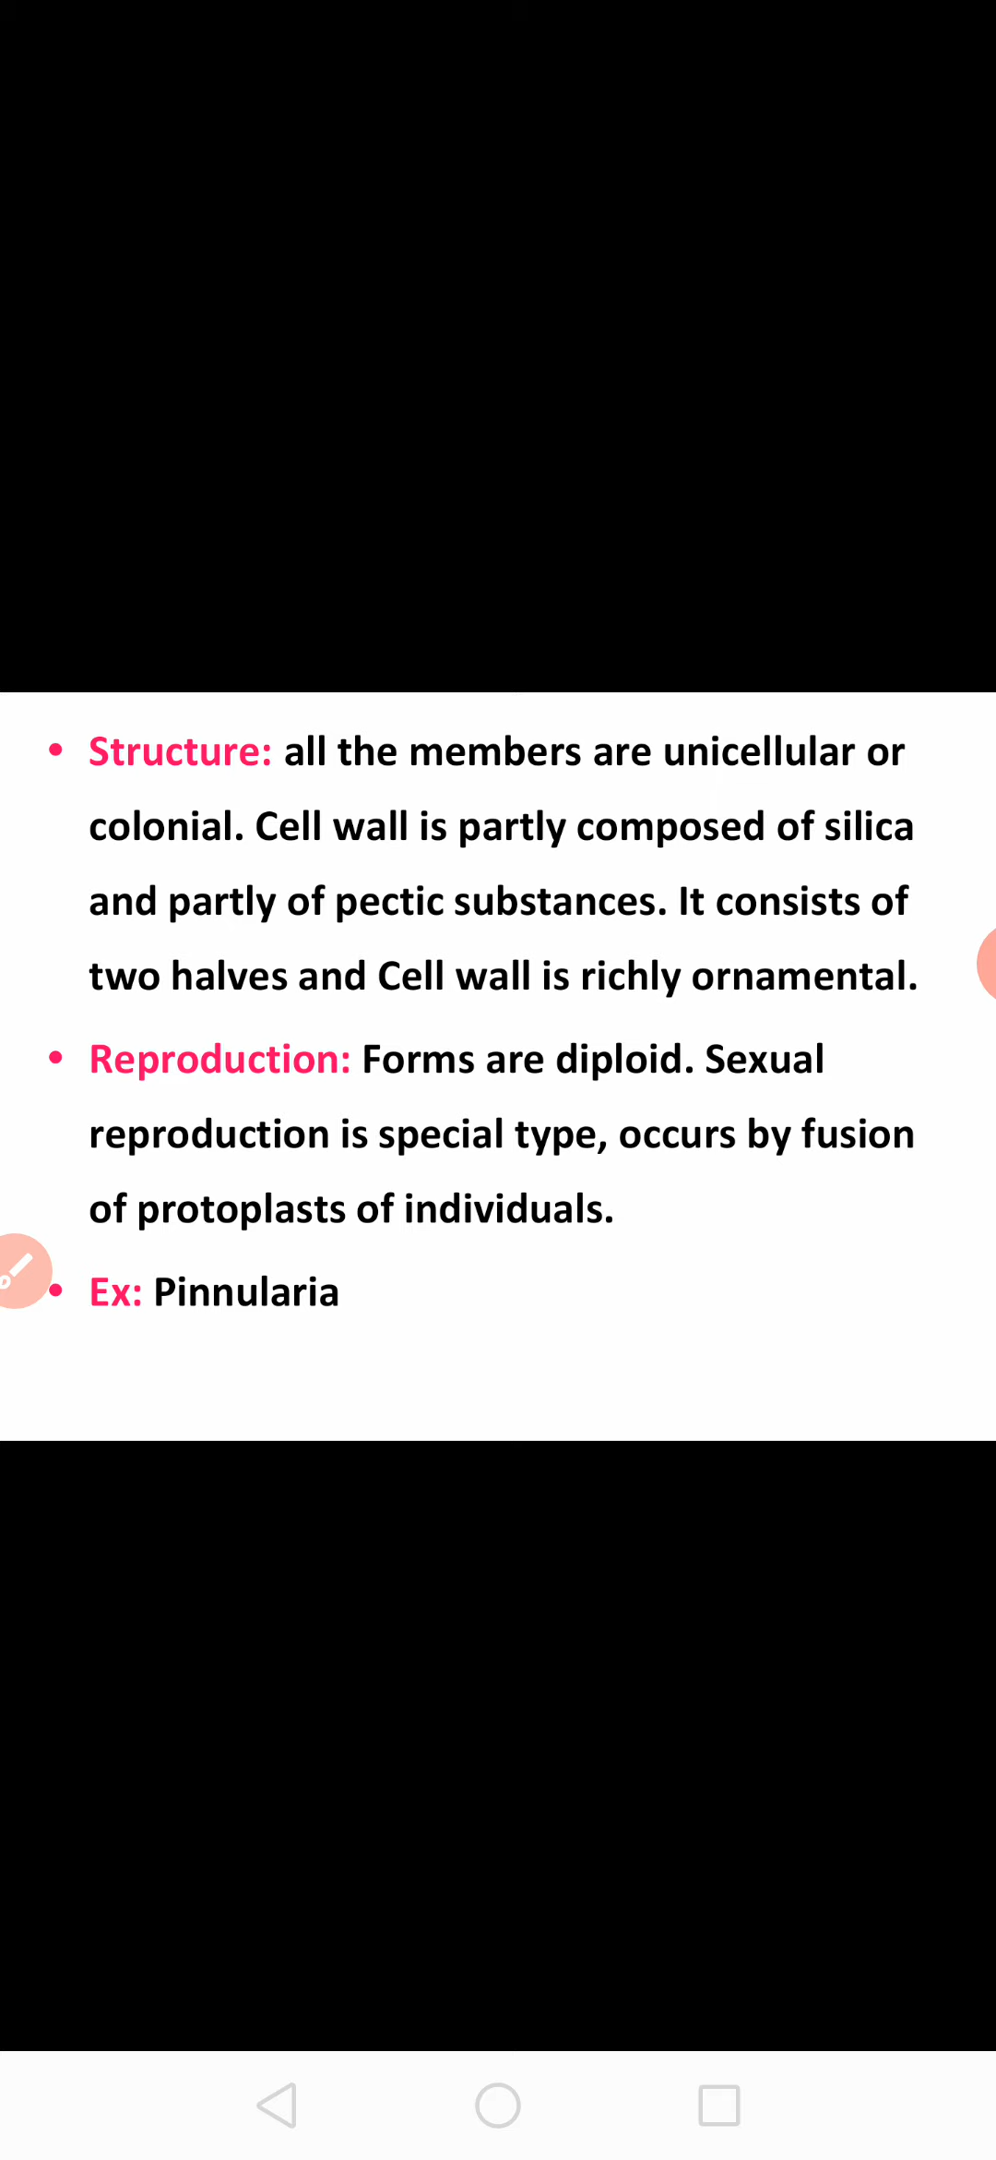 • Structure: all the members are unicellular or
colonial. Cell wall is partly composed of silica
and partly of pectic substances. It consists of
two halves and Cell wall is richly ornamental.
• Reproduction: Forms are diploid. Sexual
reproduction is special type, occurs by fusion
of protoplasts of individuals.
• Ex: Pinnularia